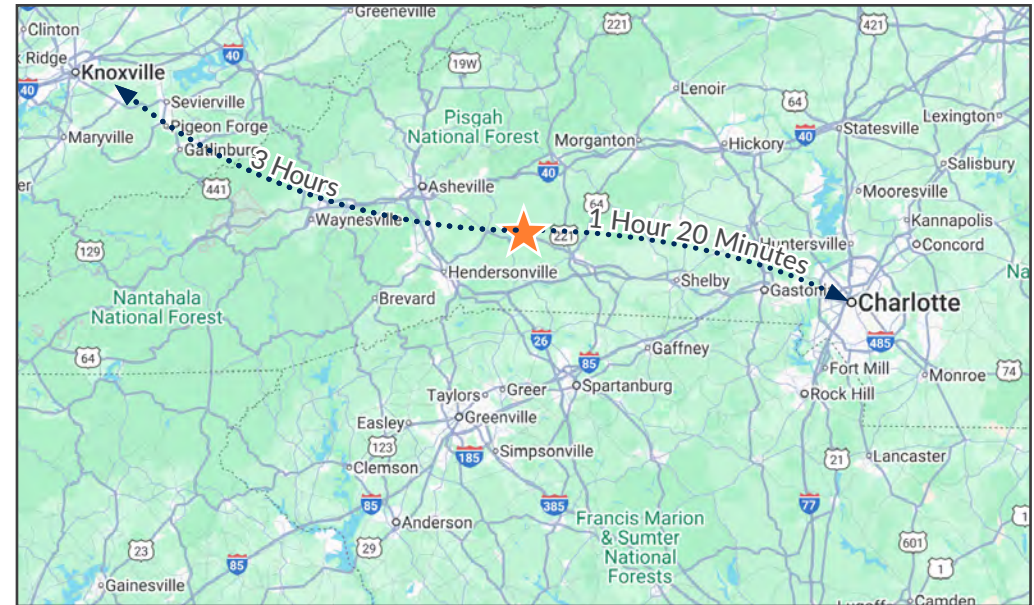 Greeneville
221
421
Clinton
Ridge
40
Knoxville
19W
40
Lenoir
64
Sevierville
Pisgah
National Forest
Lexington
Maryville
Pigeon Forge
Gatlinburg
Morganton
Hickory
40
Statesville
3 Hours
40
Salisbury
441
Asheville
64
Mooresville
Waynesville
221
1 Hour 20 Minutes
Kannapolis
129
Huntersville
Concord
Hendersonville
Shelby
Na
Nantahala
National Forest
Brevard
Gaston
Charlotte
26
485
64
85
Gaffney
Fort Mill
Monroe
74
Taylors
Greer
Spartanburg
Rock Hill
Easley
Greenville
123
185
Simpsonville
21
Lancaster
Clemson
85
385
77
Anderson
Francis Marion
& Sumter
National
Forests
23
29
601
1
85
1
Gainesville
Camden